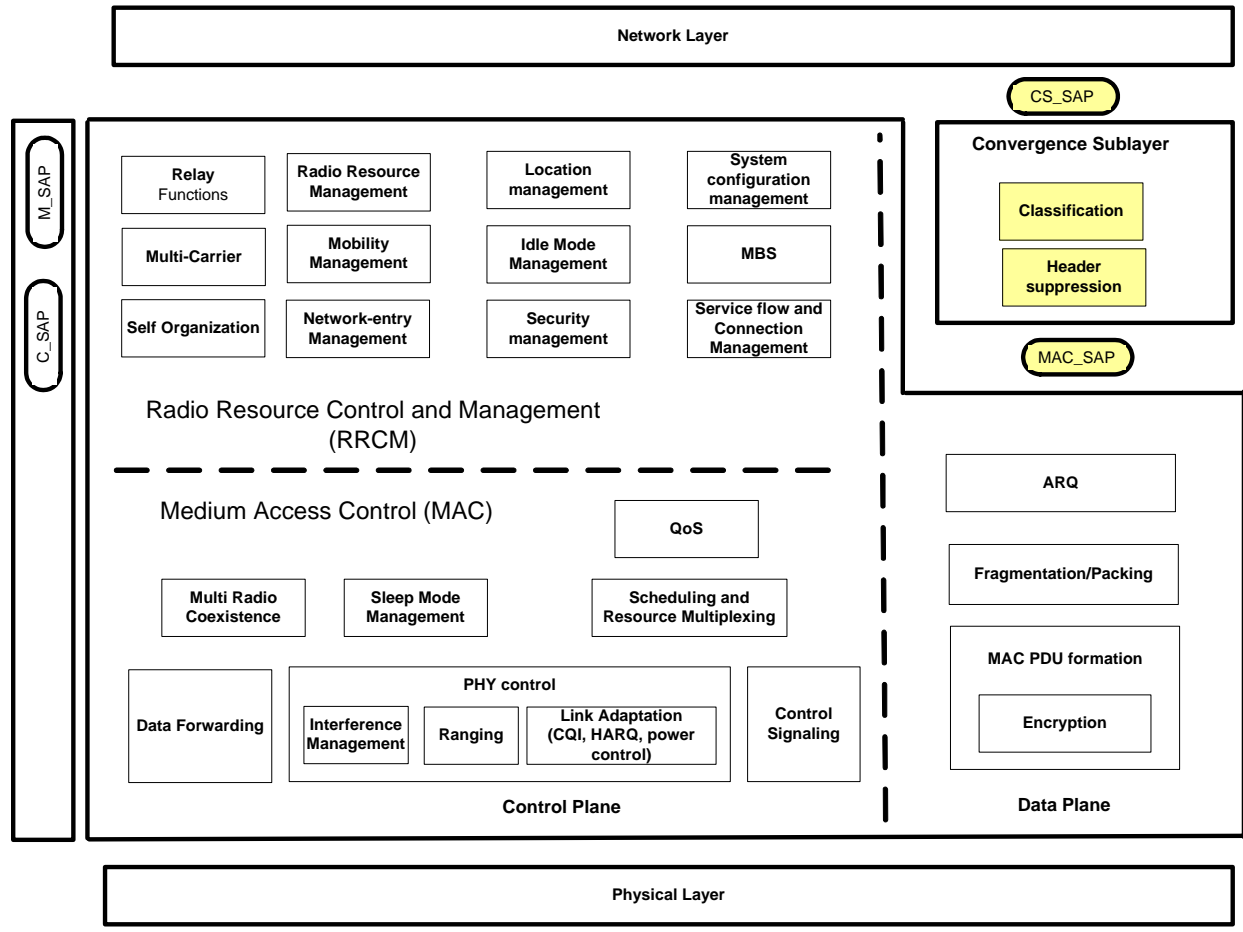 Network Layer
CS_SAP
M_SAP
C_SAP
Relay
Functions
Radio Resource
Management
Location
management
System
configuration
management
Multi-Carrier
Mobility
Management
Idle Mode
Management
MBS
Self Organization
Network-entry
Management
Security
management
Service flow and
Connection
Management
Radio Resource Control and Management
(RRCM)
Convergence Sublayer
Classification
Header
suppression
MAC_SAP
Medium Access Control (MAC)
QoS
Multi Radio
Coexistence
Sleep Mode
Management
Scheduling and
Resource Multiplexing
Data Forwarding
PHY control
Interference
Management
Ranging
Link Adaptation
(CQI, HARQ, power
control)
Control
Signaling
Control Plane
ARQ
Fragmentation/Packing
MAC PDU formation
Encryption
Data Plane
Physical Layer